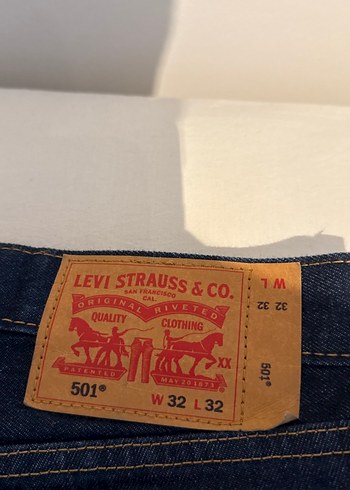 LEVI STRAUSS & CO.
SAN FRANCISCO
CAL.
ORIGINAL RIVETED
QUALITY CLOTHING
XX
PATENTED MAY 20 1873
501®
W 32 L 32
W L
32 32
501®